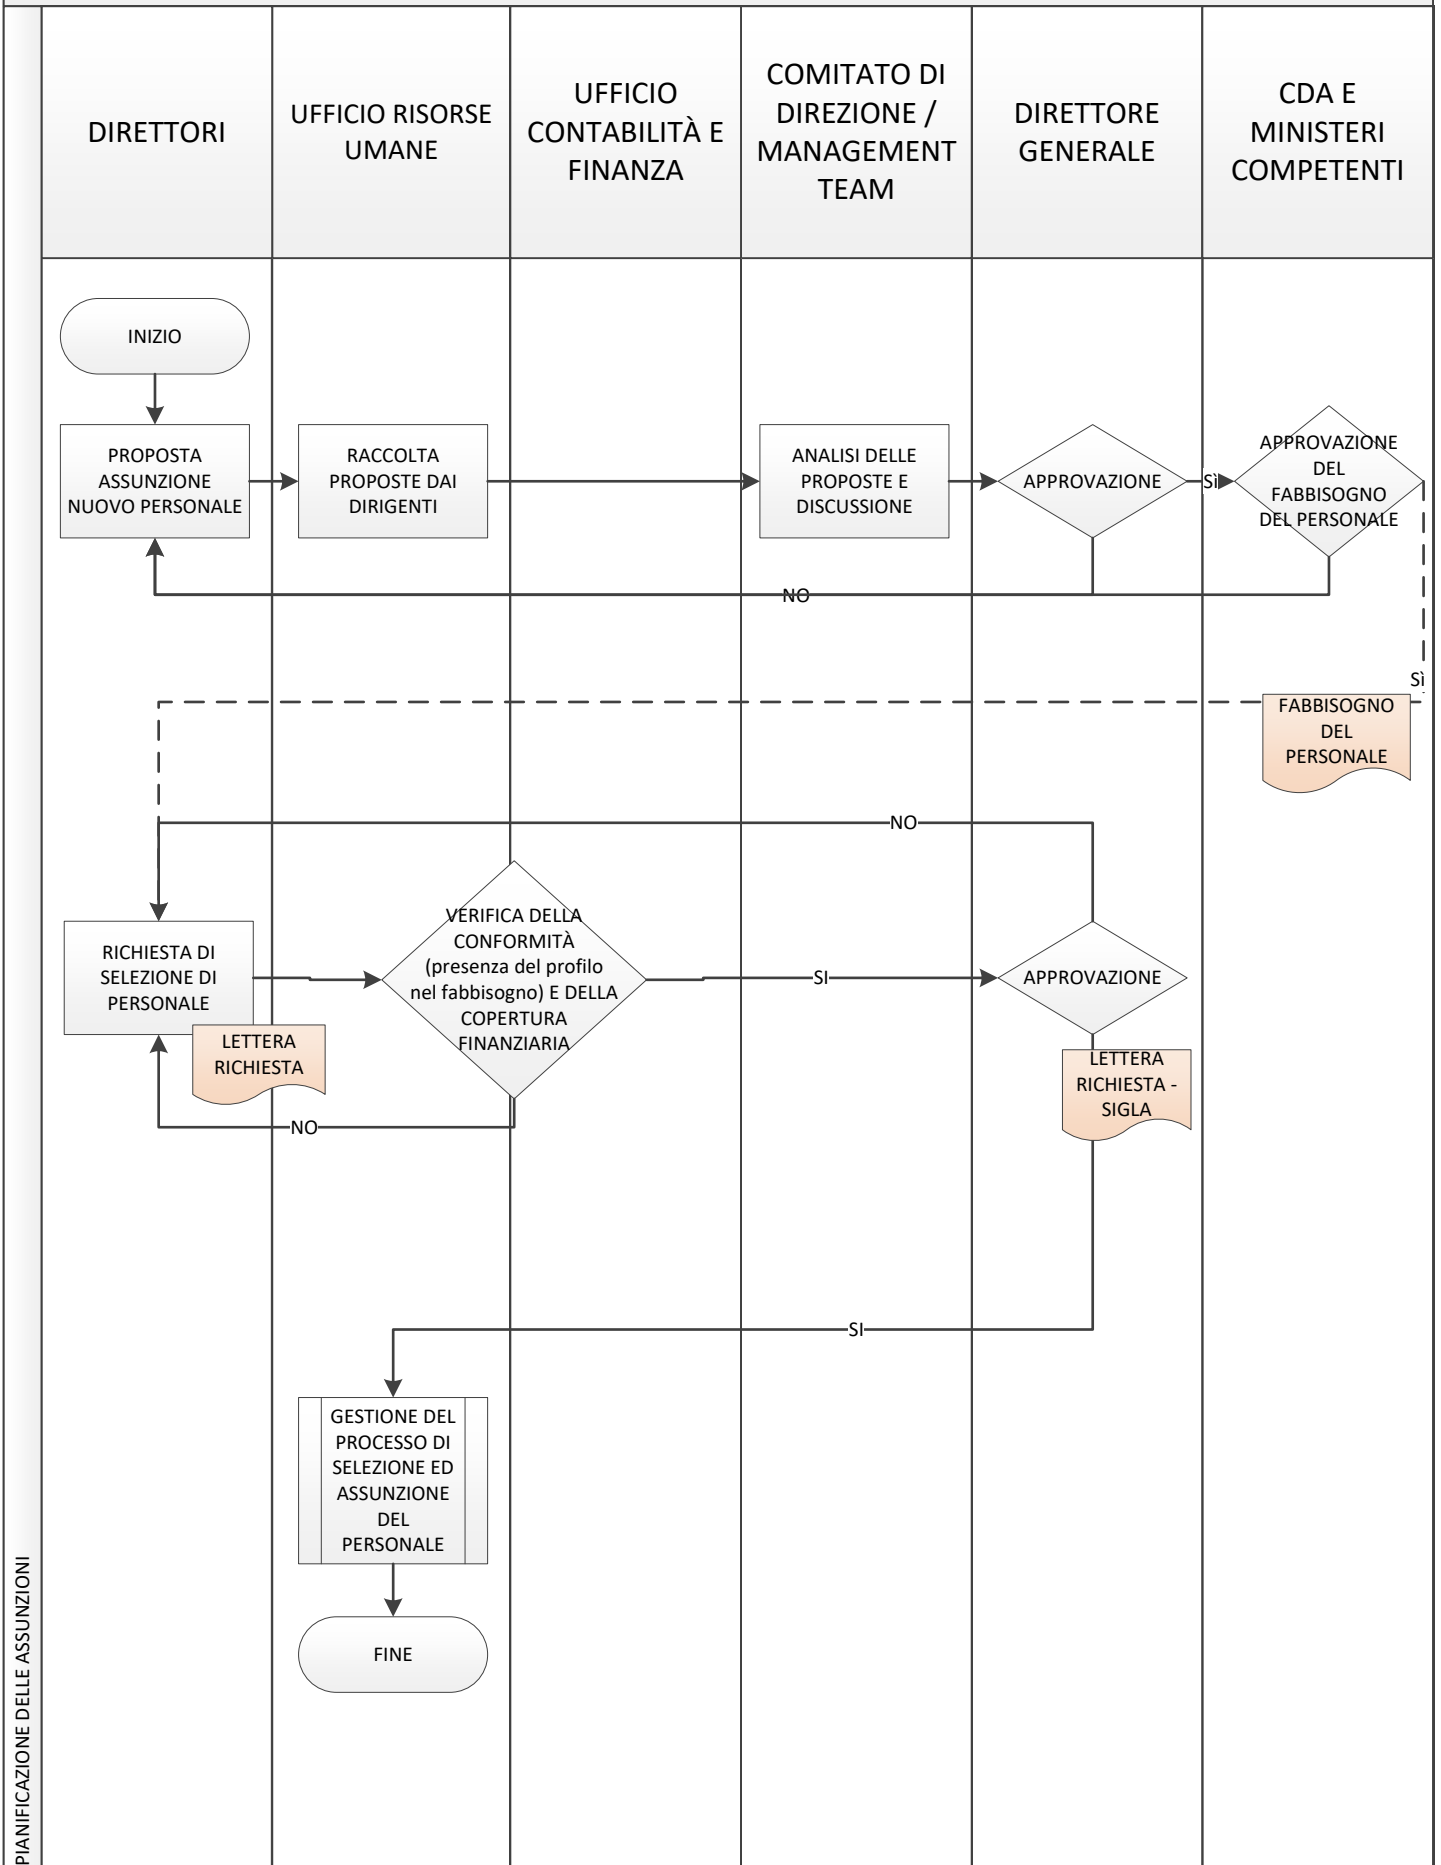 DIRETTORI
UFFICIO RISORSE
UMANE
UFFICIO
CONTABILITÀ E
FINANZA
COMITATO DI
DIREZIONE /
MANAGEMENT
TEAM
DIRETTORE
GENERALE
CDA E
MINISTERI
COMPETENTI
INIZIO
PROPOSTA
ASSUNZIONE
NUOVO PERSONALE
RACCOLTA
PROPOSTE DAI
DIRIGENTI
ANALISI DELLE
PROPOSTE E
DISCUSSIONE
APPROVAZIONE
Sì
APPROVAZIONE
DEL
FABBISOGNO
DEL PERSONALE
NO
Sì
FABBISOGNO
DEL
PERSONALE
NO
RICHIESTA DI
SELEZIONE DI
PERSONALE
LETTERA
RICHIESTA
VERIFICA DELLA
CONFORMITÀ
(presenza del profilo
nel fabbisogno) E DELLA
COPERTURA
FINANZIARIA
SI
APPROVAZIONE
LETTERA
RICHIESTA -
SIGLA
NO
SI
GESTIONE DEL
PROCESSO DI
SELEZIONE ED
ASSUNZIONE
DEL
PERSONALE
FINE
PIANIFICAZIONE DELLE ASSUNZIONI